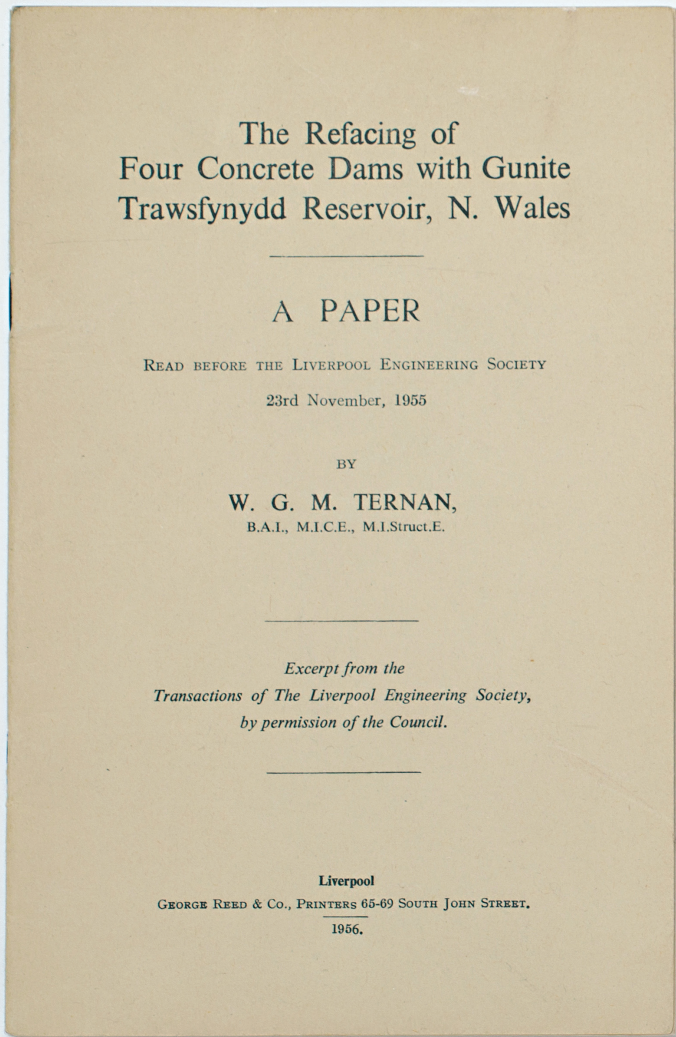 The Refacing of
Four Concrete Dams with Gunite
Trawsfynydd Reservoir, N. Wales
A PAPER
READ BEFORE THE LIVERPOOL ENGINEERING SOCIETY
23rd November, 1955
BY
W. G. M. TERNAN,
B.A.I., M.I.C.E., M.I.Struct.E.
Excerpt from the
Transactions of The Liverpool Engineering Society,
by permission of the Council.
Liverpool
GEORGE REED & CO., PRINTERS 65-69 SOUTH JOHN STREET.
1956.